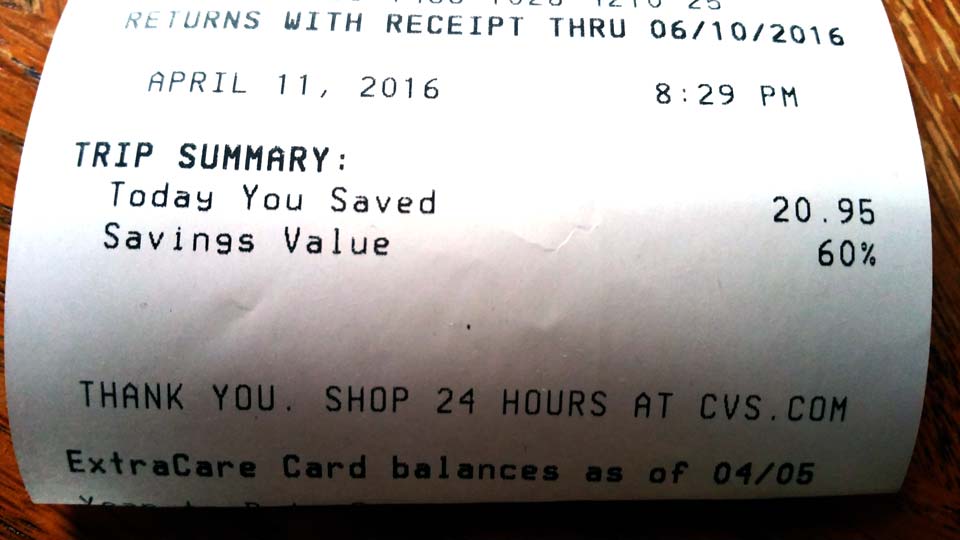 RETURNS WITH RECEIPT THRU 06/10/2016
APRIL 11, 2016 8:29 PM
TRIP SUMMARY:
Today You Saved 20.95
Savings Value 60%
THANK YOU. SHOP 24 HOURS AT CVS.COM
ExtraCare Card balances as of 04/05